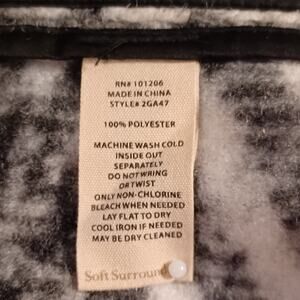 RN# 101206
MADE IN CHINA
STYLE# 2GA47
100% POLYESTER
MACHINE WASH COLD
INSIDE OUT
SEPARATELY
DO NOT WRING
OR TWIST
ONLY NON-CHLORINE
BLEACH WHEN NEEDED
LAY FLAT TO DRY
COOL IRON IF NEEDED
MAY BE DRY CLEANED
Soft Surroun